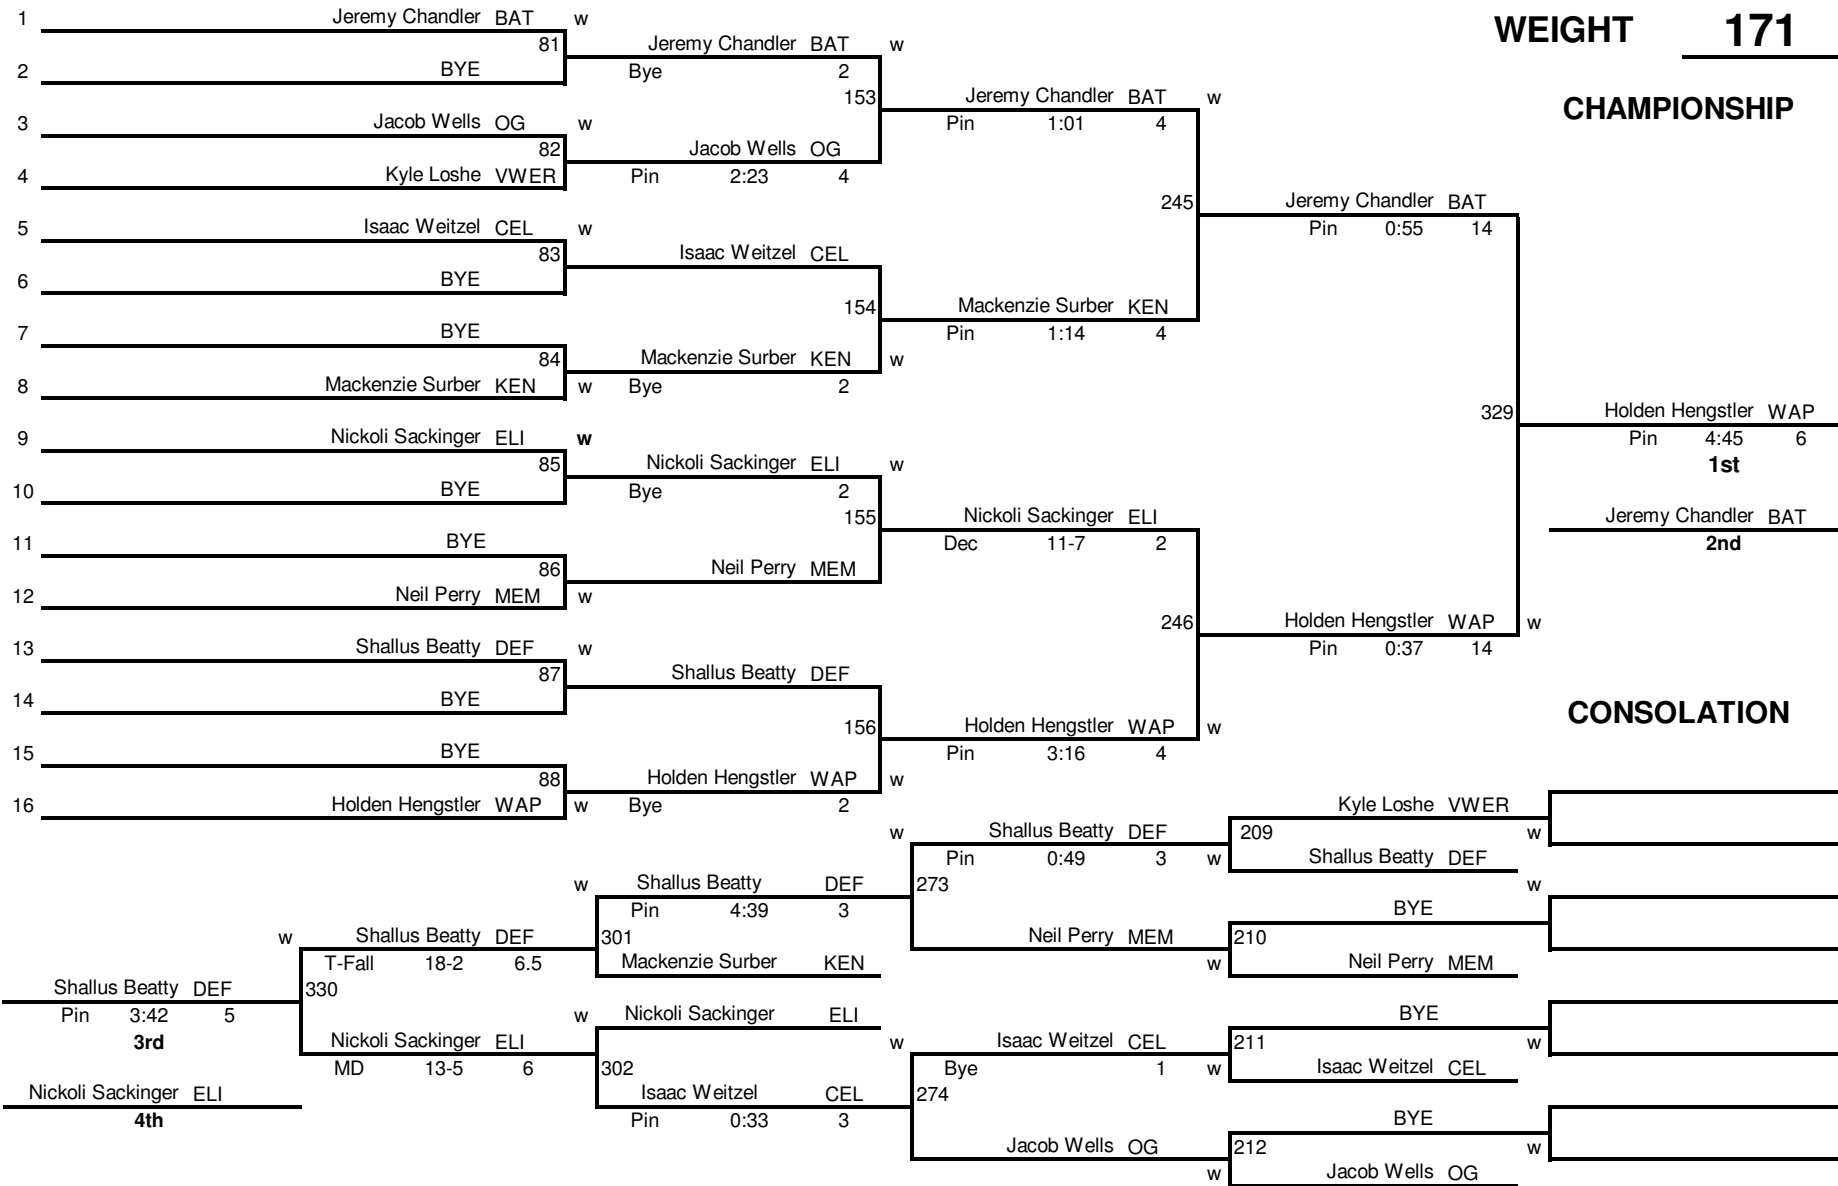 WEIGHT 171
CHAMPIONSHIP
1 Jeremy Chandler BAT w
81
2 BYE
Jeremy Chandler BAT w
Bye 2
153
3 Jacob Wells OG w
82
4 Kyle Loshe VWER
Jacob Wells OG
Pin 2:23 4
Jeremy Chandler BAT w
Pin 1:01 4
245
5 Isaac Weitzel CEL w
83
6 BYE
Isaac Weitzel CEL
154
7 BYE
84
8 Mackenzie Surber KEN w
Mackenzie Surber KEN w
Bye 2
Mackenzie Surber KEN
Pin 1:14 4
Jeremy Chandler BAT
Pin 0:55 14
329
9 Nickoli Sackinger ELI w
85
10 BYE
Nickoli Sackinger ELI w
Bye 2
155
11 BYE
86
12 Neil Perry MEM w
Neil Perry MEM
Nickoli Sackinger ELI
Dec 11-7 2
246
13 Shallus Beatty DEF w
87
14 BYE
Shallus Beatty DEF
156
15 BYE
88
16 Holden Hengstler WAP w
Holden Hengstler WAP w
Bye 2
Holden Hengstler WAP w
Pin 3:16 4
Holden Hengstler WAP w
Pin 0:37 14
Holden Hengstler WAP
Pin 4:45 6
1st
Jeremy Chandler BAT
2nd
CONSOLATION
Kyle Loshe VWER
w
209
w Shallus Beatty DEF
w Shallus Beatty DEF
Pin 0:49 3
273
w
BYE
210
w Neil Perry MEM
Neil Perry MEM
w Shallus Beatty DEF
Pin 4:39 3
301
Mackenzie Surber KEN
w Shallus Beatty DEF
T-Fall 18-2 6.5
330
Shallus Beatty DEF
Pin 3:42 5
3rd
w Nickoli Sackinger ELI
Nickoli Sackinger ELI
MD 13-5 6
302
Isaac Weitzel CEL
Pin 0:33 3
Nickoli Sackinger ELI
4th
BYE
w
211
w Isaac Weitzel CEL
w Isaac Weitzel CEL
Bye 1
274
BYE
w
212
w Jacob Wells OG
Jacob Wells OG